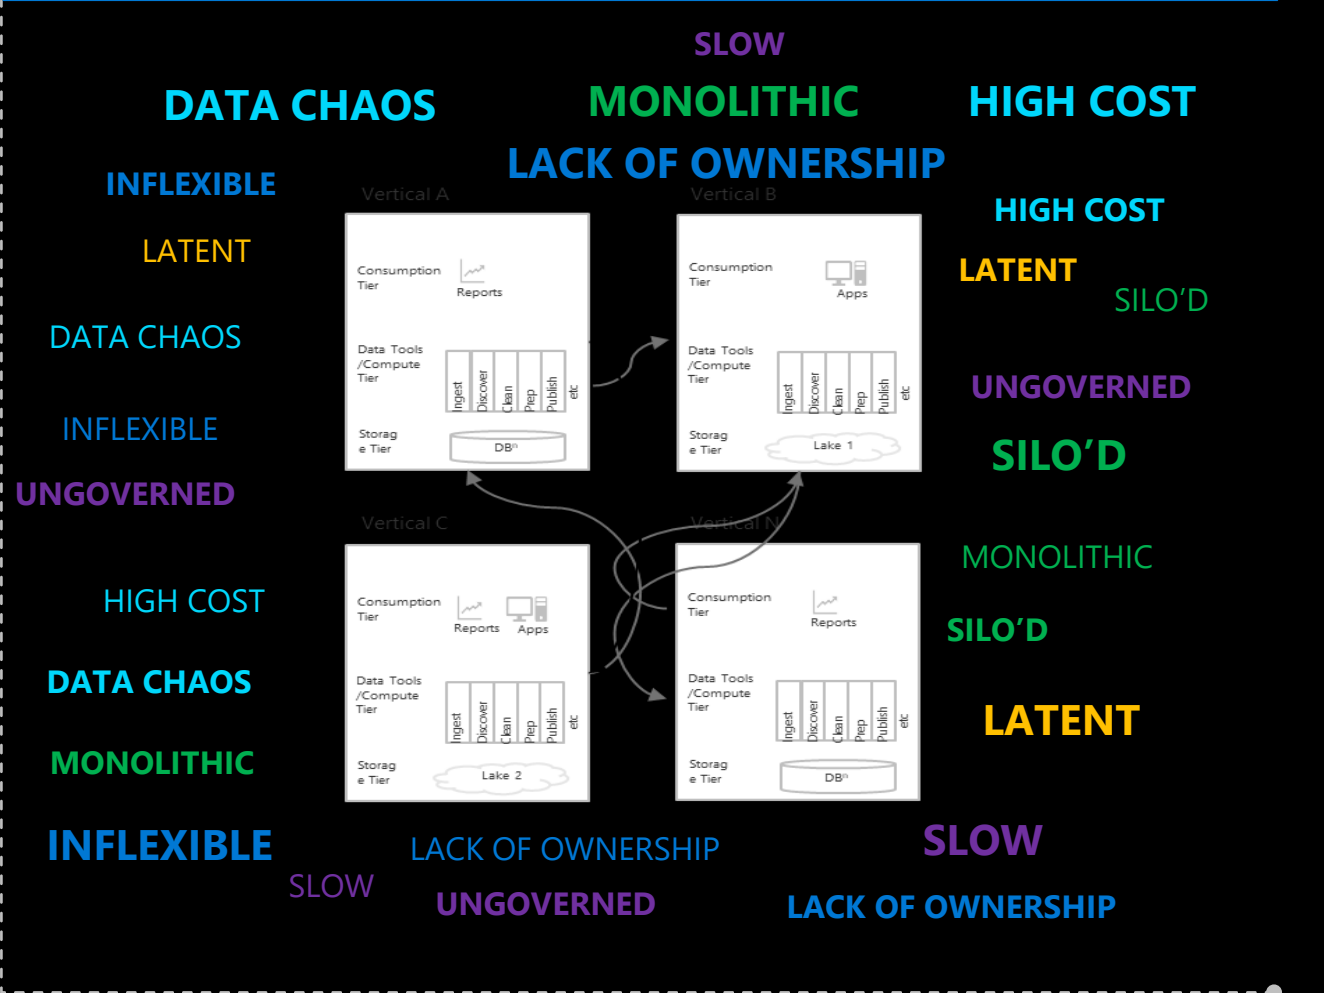 SLOW
DATA CHAOS
MONOLITHIC
HIGH COST
LACK OF OWNERSHIP
INFLEXIBLE
Vertical A
Vertical B
HIGH COST
LATENT
LATENT
SILO’D
Consumption
Tier
Reports
Consumption
Tier
Apps
DATA CHAOS
Data Tools
/Compute
Tier
Ingest
Discover
Clean
Prep
Publish
etc
Data Tools
/Compute
Tier
Ingest
Discover
Clean
Prep
Publish
etc
UNGOVERNED
INFLEXIBLE
Storag
e Tier
DBⁿ
Storag
e Tier
Lake 1
SILO’D
UNGOVERNED
Vertical C
Vertical N
MONOLITHIC
HIGH COST
Consumption
Tier
Reports
Apps
Consumption
Tier
Reports
SILO’D
DATA CHAOS
Data Tools
/Compute
Tier
Ingest
Discover
Clean
Prep
Publish
etc
Data Tools
/Compute
Tier
Ingest
Discover
Clean
Prep
Publish
etc
LATENT
MONOLITHIC
Storag
e Tier
Lake 2
Storag
e Tier
DBⁿ
INFLEXIBLE
LACK OF OWNERSHIP
SLOW
SLOW
UNGOVERNED
LACK OF OWNERSHIP